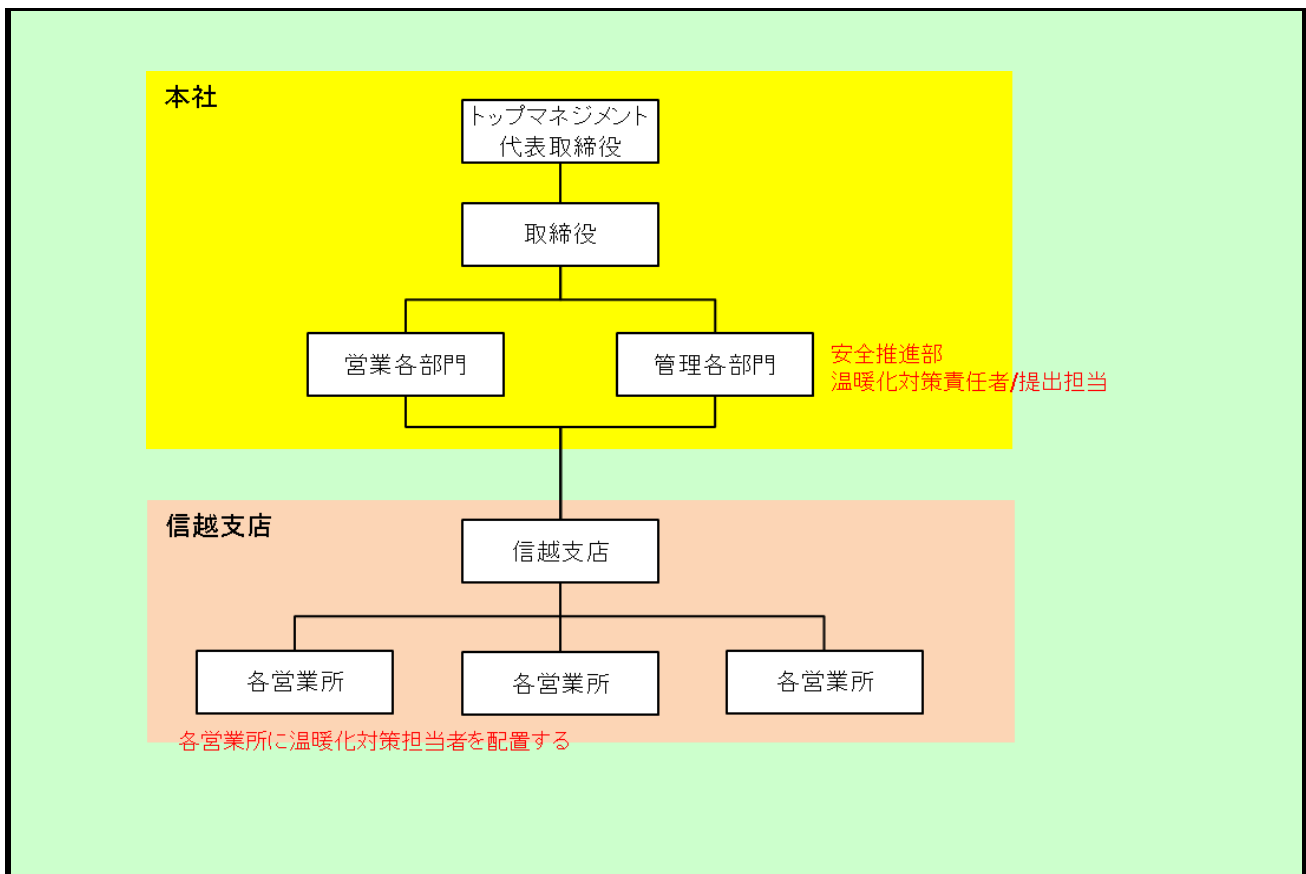 本社
トップマネジメント
代表取締役
取締役
営業各部門
管理各部門
安全推進部
温暖化対策責任者/提出担当
信越支店
信越支店
各営業所
各営業所
各営業所
各営業所に温暖化対策担当者を配置する